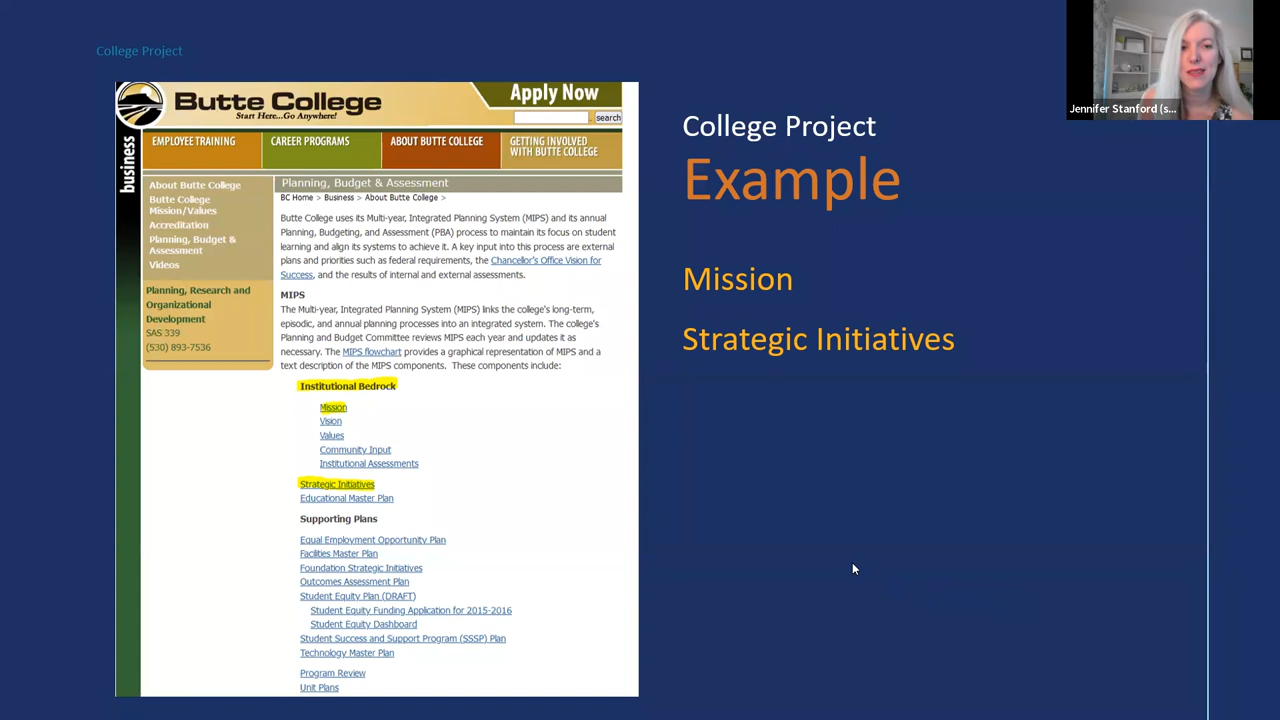 College Project
Butte College
Start Here...Go Anywhere!
Apply Now
search
business
EMPLOYEE TRAINING
CAREER PROGRAMS
ABOUT BUTTE COLLEGE
GETTING INVOLVED
WITH BUTTE COLLEGE
About Butte College
Butte College
Mission/Values
Accreditation
Planning, Budget &
Assessment
Videos
Planning, Research and
Organizational
Development
SAS 339
(530) 893-7536
Planning, Budget & Assessment
BC Home > Business > About Butte College >
Butte College uses its Multi-year, Integrated Planning System (MIPS) and its annual
Planning, Budgeting, and Assessment (PBA) process to maintain its focus on student
learning and align its systems to achieve it. A key input into this process are external
plans and priorities such as federal requirements, the Chancellor's Office Vision for
Success, and the results of internal and external assessments.
MIPS
The Multi-year, Integrated Planning System (MIPS) links the college's long-term,
episodic, and annual planning processes into an integrated system. The college's
Planning and Budget Committee reviews MIPS each year and updates it as
necessary. The MIPS flowchart provides a graphical representation of MIPS and a
text description of the MIPS components. These components include:
Institutional Bedrock
Mission
Vision
Values
Community Input
Institutional Assessments
Strategic Initiatives
Educational Master Plan
Supporting Plans
Equal Employment Opportunity Plan
Facilities Master Plan
Foundation Strategic Initiatives
Outcomes Assessment Plan
Student Equity Plan (DRAFT)
Student Equity Funding Application for 2015-2016
Student Equity Dashboard
Student Success and Support Program (SSSP) Plan
Technology Master Plan
Program Review
Unit Plans
College Project
Example
Mission
Strategic Initiatives
Jennifer Stanford (s...